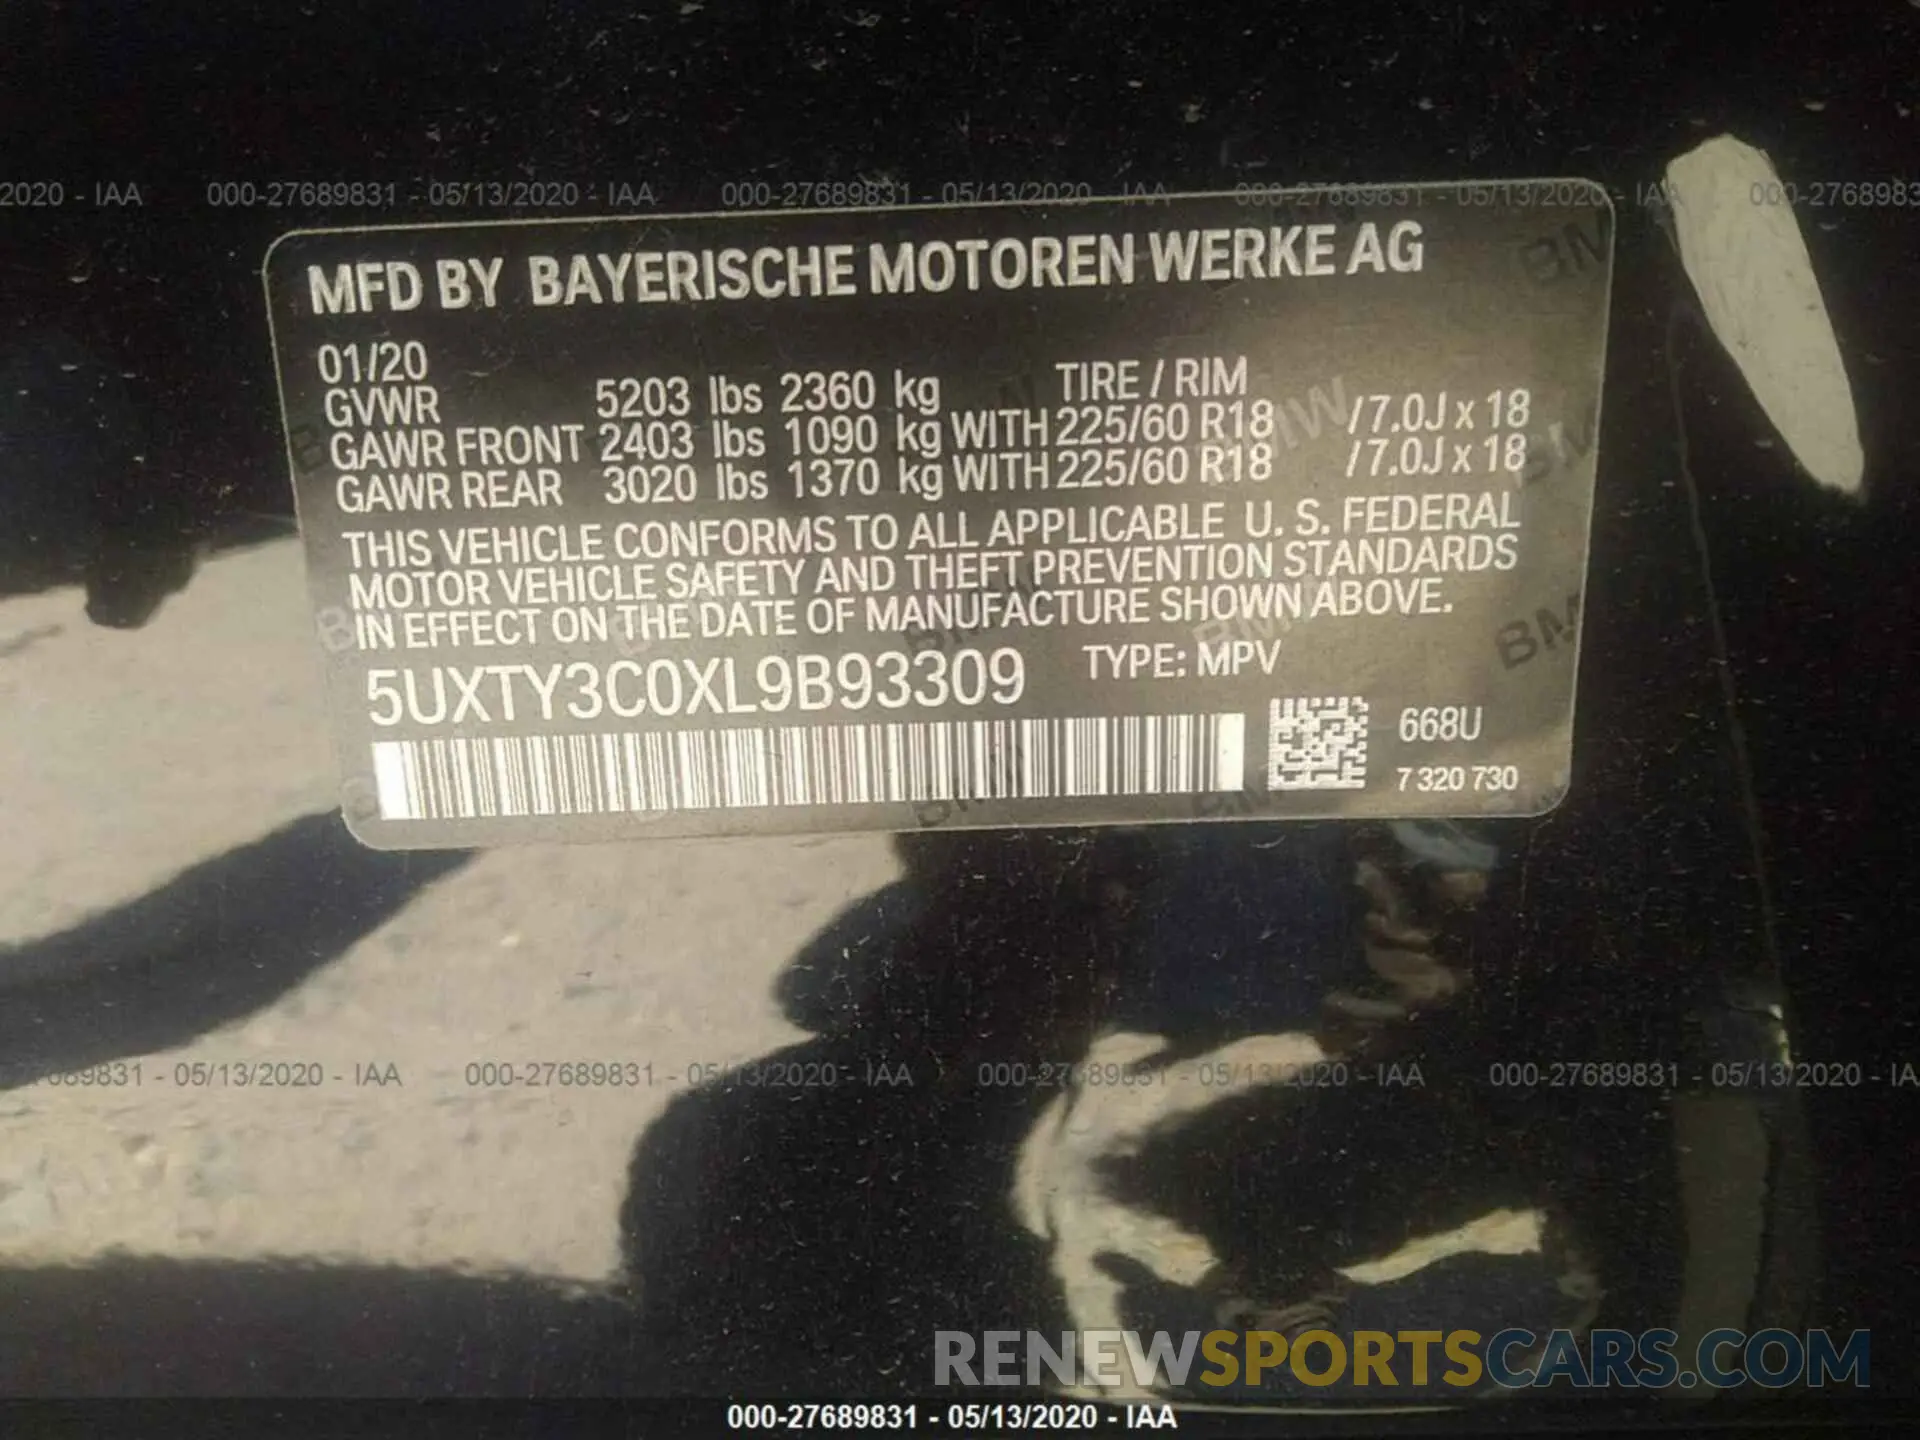 2020 - IAA 000-27689831 - 05/13/2020 - IAA 000-27689831 - 05/13/2020 - IAA 000-27689831 - 05/13/2020 - IAA 000-2768983
MFD BY BAYERISCHE MOTOREN WERKE AG
01/20
GVWR 5203 lbs 2360 kg TIRE / RIM
GAWR FRONT 2403 lbs 1090 kg WITH 225/60 R18 /7.0J x 18
GAWR REAR 3020 lbs 1370 kg WITH 225/60 R18 /7.0J x 18
THIS VEHICLE CONFORMS TO ALL APPLICABLE U. S. FEDERAL
MOTOR VEHICLE SAFETY AND THEFT PREVENTION STANDARDS
IN EFFECT ON THE DATE OF MANUFACTURE SHOWN ABOVE.
5UXTY3C0XL9B93309 TYPE: MPV
668U
7 320 730
689831 - 05/13/2020 - IAA 000-27689831 - 05/13/2020 - IAA 000-27689831 - 05/13/2020 - IAA 000-27689831 - 05/13/2020 - IA
RENEWSPORTSCARS.COM
000-27689831 - 05/13/2020 - IAA